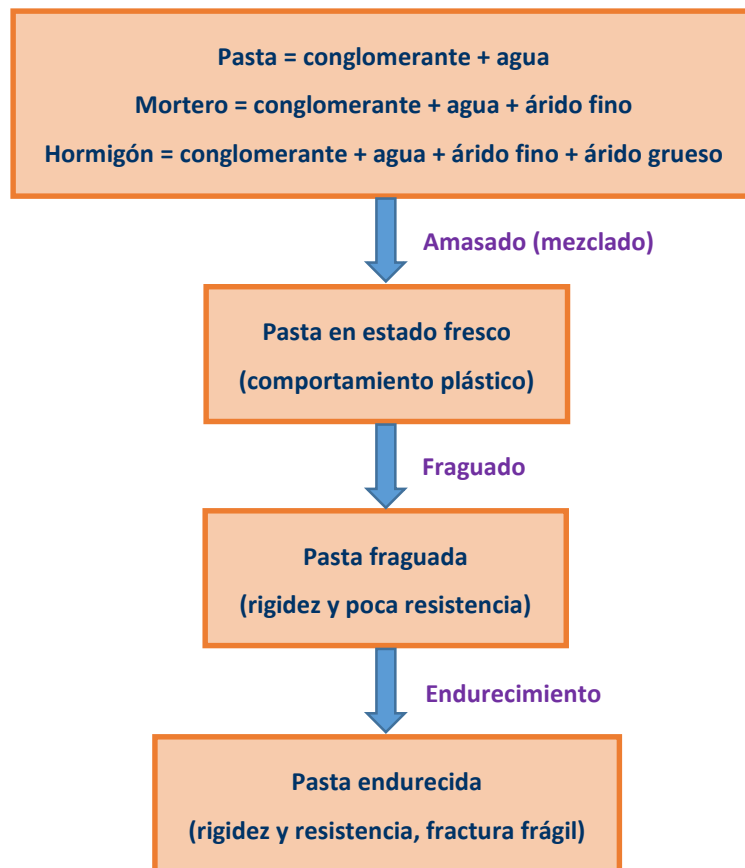 Pasta = conglomerante + agua
Mortero = conglomerante + agua + árido fino
Hormigón = conglomerante + agua + árido fino + árido grueso
Amasado (mezclado)
Pasta en estado fresco
(comportamiento plástico)
Fraguado
Pasta fraguada
(rigidez y poca resistencia)
Endurecimiento
Pasta endurecida
(rigidez y resistencia, fractura frágil)